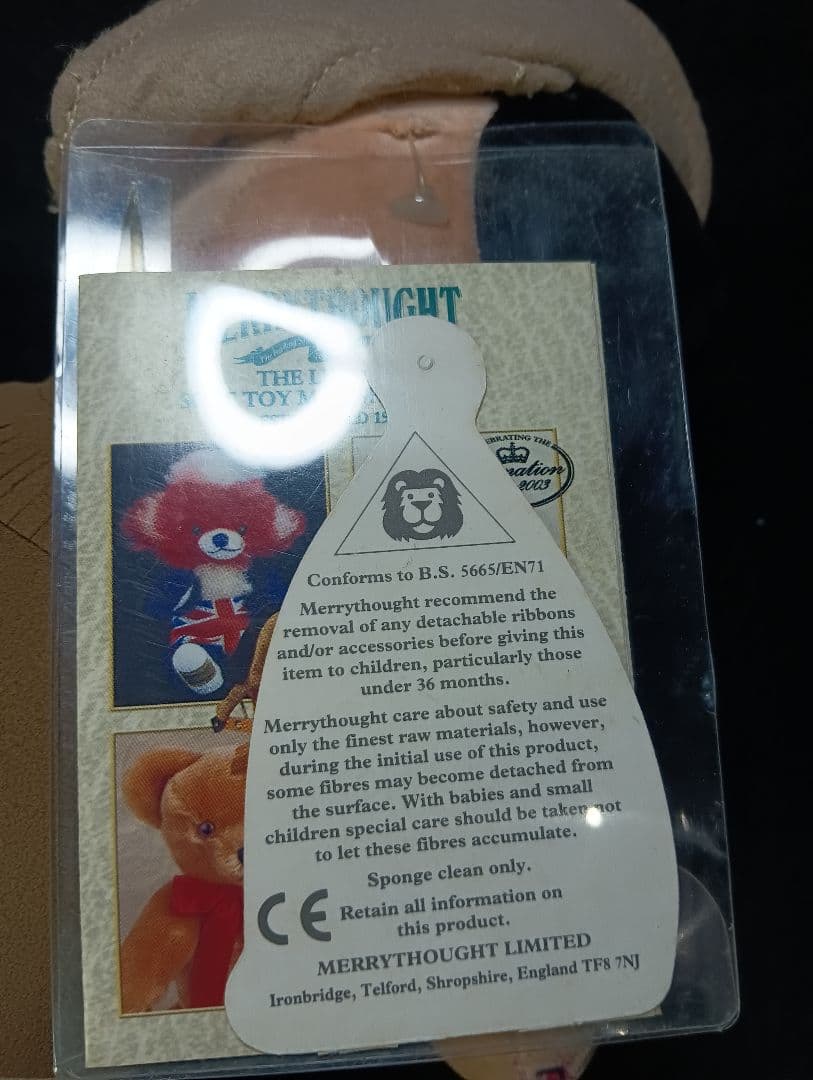 THE
TOY
EBRATING THE
ation
2003
Conforms to B.S. 5665/EN71
Merrythought recommend the
removal of any detachable ribbons
and/or accessories before giving this
item to children, particularly those
under 36 months.
Merrythought care about safety and use
only the finest raw materials, however,
during the initial use of this product,
some fibres may become detached from
the surface. With babies and small
children special care should be taken not
to let these fibres accumulate.
Sponge clean only.
CE
Retain all information on
this product.
MERRYTHOUGHT LIMITED
Ironbridge, Telford, Shropshire, England TF8 7NJ